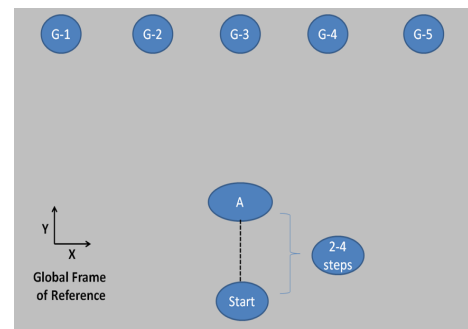 G-1 G-2 G-3 G-4 G-5
A
Y
X
2-4
steps
Global Frame
of Reference
Start